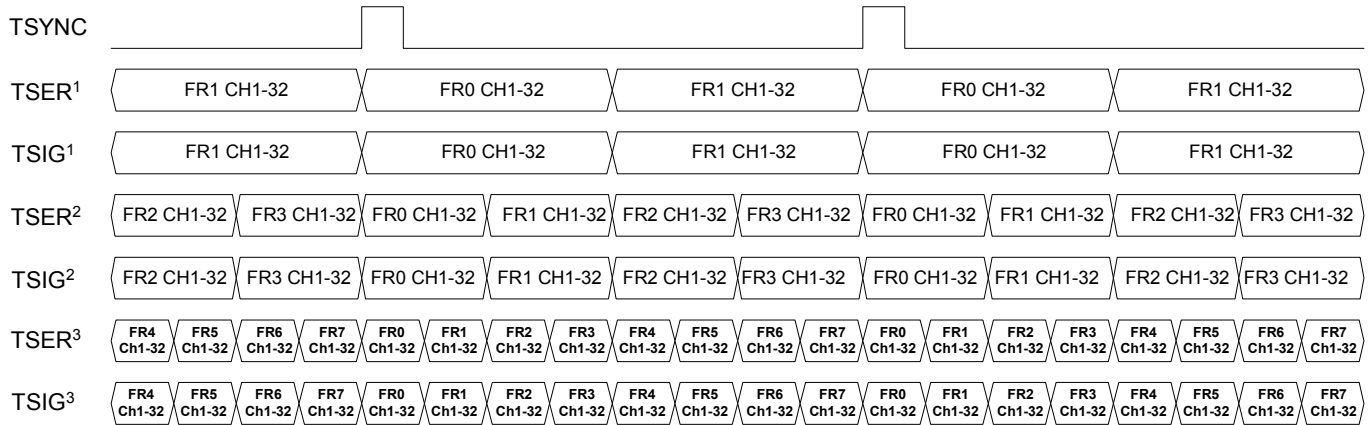 TSYNC
TSER¹ FR1 CH1-32 FR0 CH1-32 FR1 CH1-32 FR0 CH1-32 FR1 CH1-32
TSIG¹ FR1 CH1-32 FR0 CH1-32 FR1 CH1-32 FR0 CH1-32 FR1 CH1-32
TSER² FR2 CH1-32 FR3 CH1-32 FR0 CH1-32 FR1 CH1-32 FR2 CH1-32 FR3 CH1-32 FR0 CH1-32 FR1 CH1-32 FR2 CH1-32 FR3 CH1-32
TSIG² FR2 CH1-32 FR3 CH1-32 FR0 CH1-32 FR1 CH1-32 FR2 CH1-32 FR3 CH1-32 FR0 CH1-32 FR1 CH1-32 FR2 CH1-32 FR3 CH1-32
FR4 FR5 FR6 FR7 FR0 FR1 FR2 FR3 FR4 FR5 FR6 FR7 FR0 FR1 FR2 FR3 FR4 FR5 FR6 FR7
TSER³ Ch1-32 Ch1-32 Ch1-32 Ch1-32 Ch1-32 Ch1-32 Ch1-32 Ch1-32 Ch1-32 Ch1-32 Ch1-32 Ch1-32 Ch1-32 Ch1-32 Ch1-32 Ch1-32 Ch1-32 Ch1-32 Ch1-32 Ch1-32
FR4 FR5 FR6 FR7 FR0 FR1 FR2 FR3 FR4 FR5 FR6 FR7 FR0 FR1 FR2 FR3 FR4 FR5 FR6 FR7
TSIG³ Ch1-32 Ch1-32 Ch1-32 Ch1-32 Ch1-32 Ch1-32 Ch1-32 Ch1-32 Ch1-32 Ch1-32 Ch1-32 Ch1-32 Ch1-32 Ch1-32 Ch1-32 Ch1-32 Ch1-32 Ch1-32 Ch1-32 Ch1-32